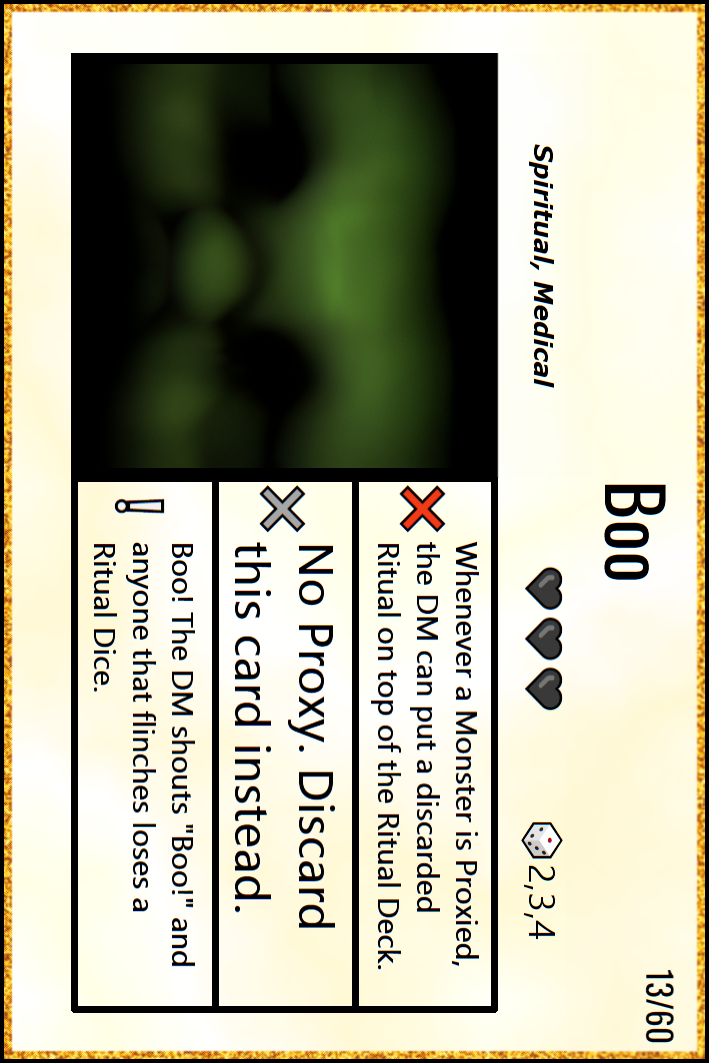 13/60
Boo
Spiritual, Medical
2,3,4
Whenever a Monster is Proxied,
the DM can put a discarded
Ritual on top of the Ritual Deck.
No Proxy. Discard
this card instead.
Boo! The DM shouts "Boo!" and
anyone that flinches loses a
Ritual Dice.